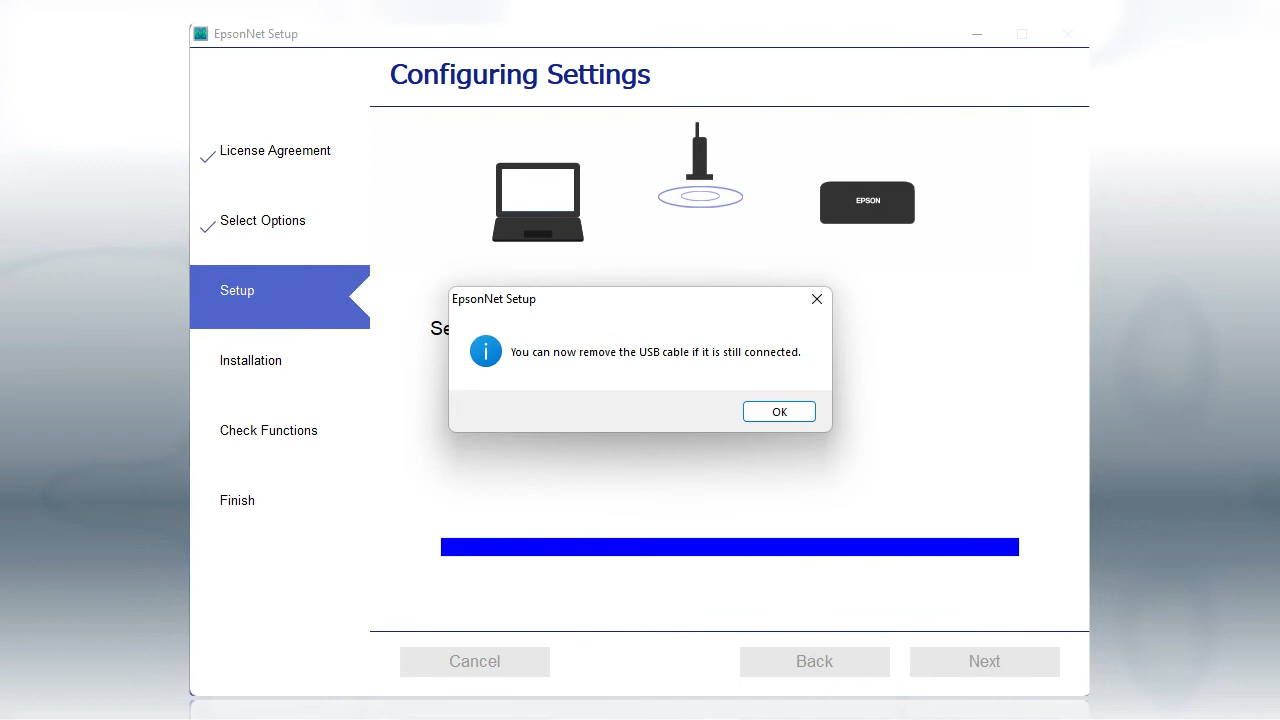 EpsonNet Setup
Configuring Settings
License Agreement
Select Options
Setup
Installation
Check Functions
Finish
EPSON
Se
EpsonNet Setup
You can now remove the USB cable if it is still connected.
OK
Cancel
Back
Next